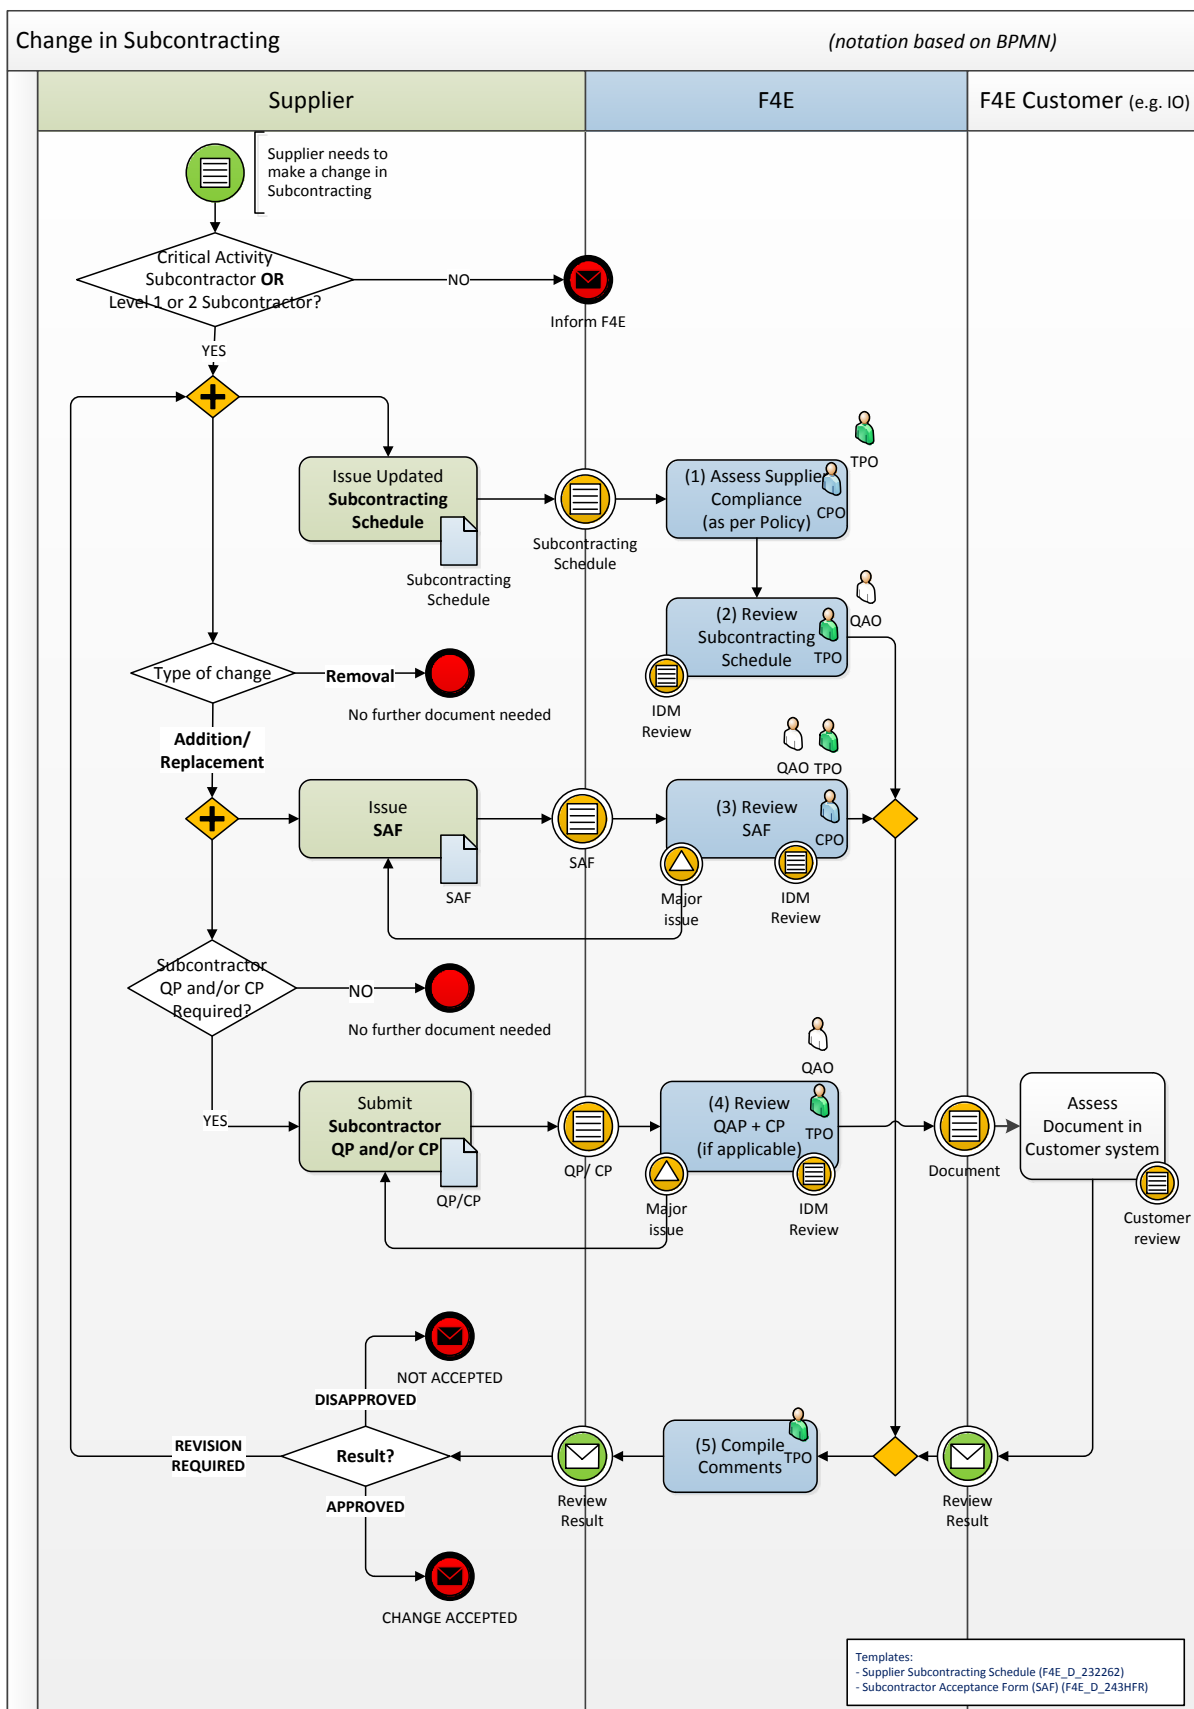 Change in Subcontracting
(notation based on BPMN)
Supplier
F4E
F4E Customer (e.g. IO)
Supplier needs to
make a change in
Subcontracting
Critical Activity
Subcontractor OR
Level 1 or 2 Subcontractor?
NO
Inform F4E
YES
Issue Updated
Subcontracting
Schedule
Subcontracting
Schedule
Subcontracting
Schedule
(1) Assess Supplier
Compliance
(as per Policy)
CPO
TPO
(2) Review
Subcontracting
Schedule
TPO
QAO
IDM
Review
Type of change
Removal
No further document needed
Addition/
Replacement
QAO
TPO
Issue
SAF
SAF
SAF
(3) Review
SAF
CPO
Major
issue
IDM
Review
Subcontractor
QP and/or CP
Required?
NO
No further document needed
QAO
YES
Submit
Subcontractor
QP and/or CP
QP/CP
QP/ CP
(4) Review
QAP + CP
(if applicable)
TPO
Major
issue
IDM
Review
Document
Assess
Document in
Customer system
Customer
review
NOT ACCEPTED
DISAPPROVED
REVISION
REQUIRED
Result?
APPROVED
Review
Result
(5) Compile
Comments
TPO
Review
Result
CHANGE ACCEPTED
Templates:
- Supplier Subcontracting Schedule (F4E_D_232262)
- Subcontractor Acceptance Form (SAF) (F4E_D_243HFR)